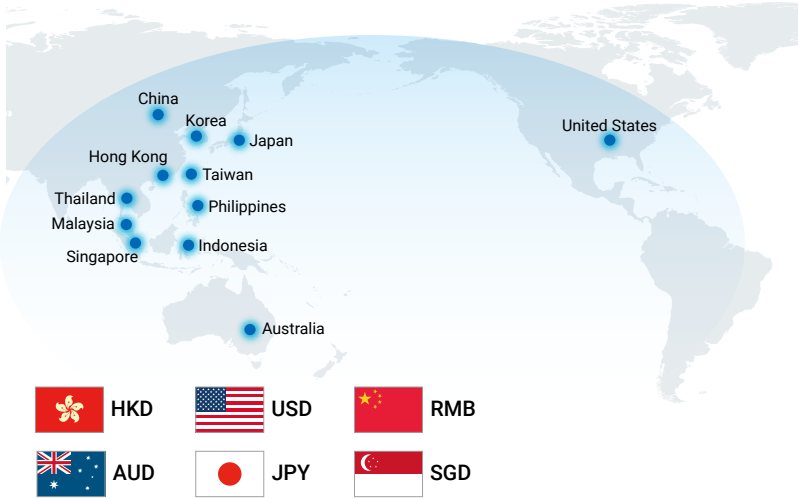 China
Korea
Japan
United States
Hong Kong
Taiwan
Thailand
Philippines
Malaysia
Indonesia
Singapore
Australia
HKD
USD
RMB
AUD
JPY
SGD